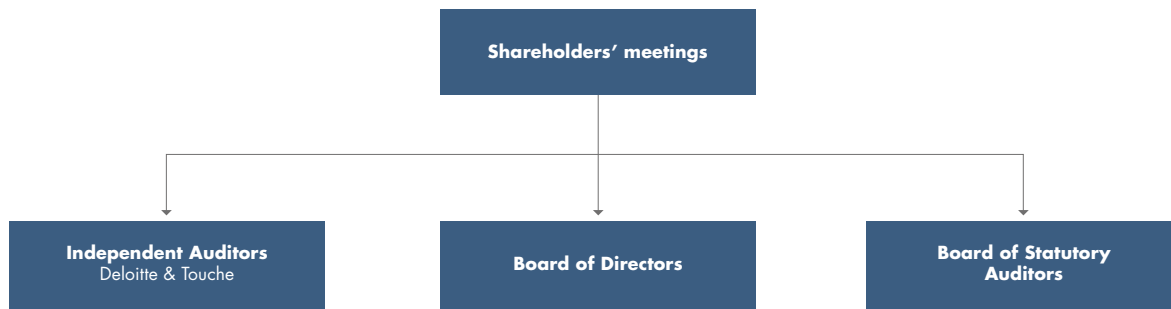 Shareholders’ meetings
Independent Auditors
Deloitte & Touche
Board of Directors
Board of Statutory
Auditors